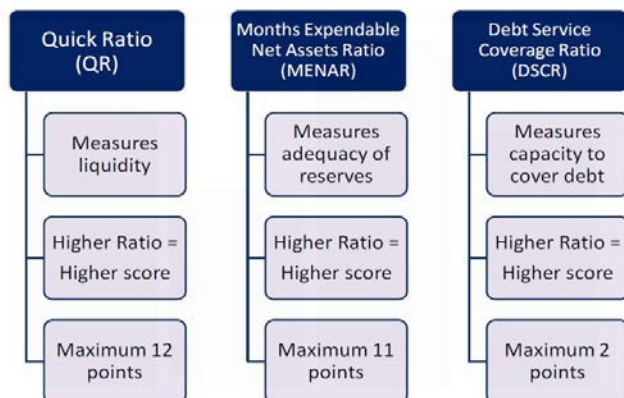 Quick Ratio
(QR)
Measures
liquidity
Higher Ratio =
Higher score
Maximum 12
points
Months Expendable
Net Assets Ratio
(MENAR)
Measures
adequacy of
reserves
Higher Ratio =
Higher score
Maximum 11
points
Debt Service
Coverage Ratio
(DSCR)
Measures
capacity to
cover debt
Higher Ratio =
Higher score
Maximum 2
points